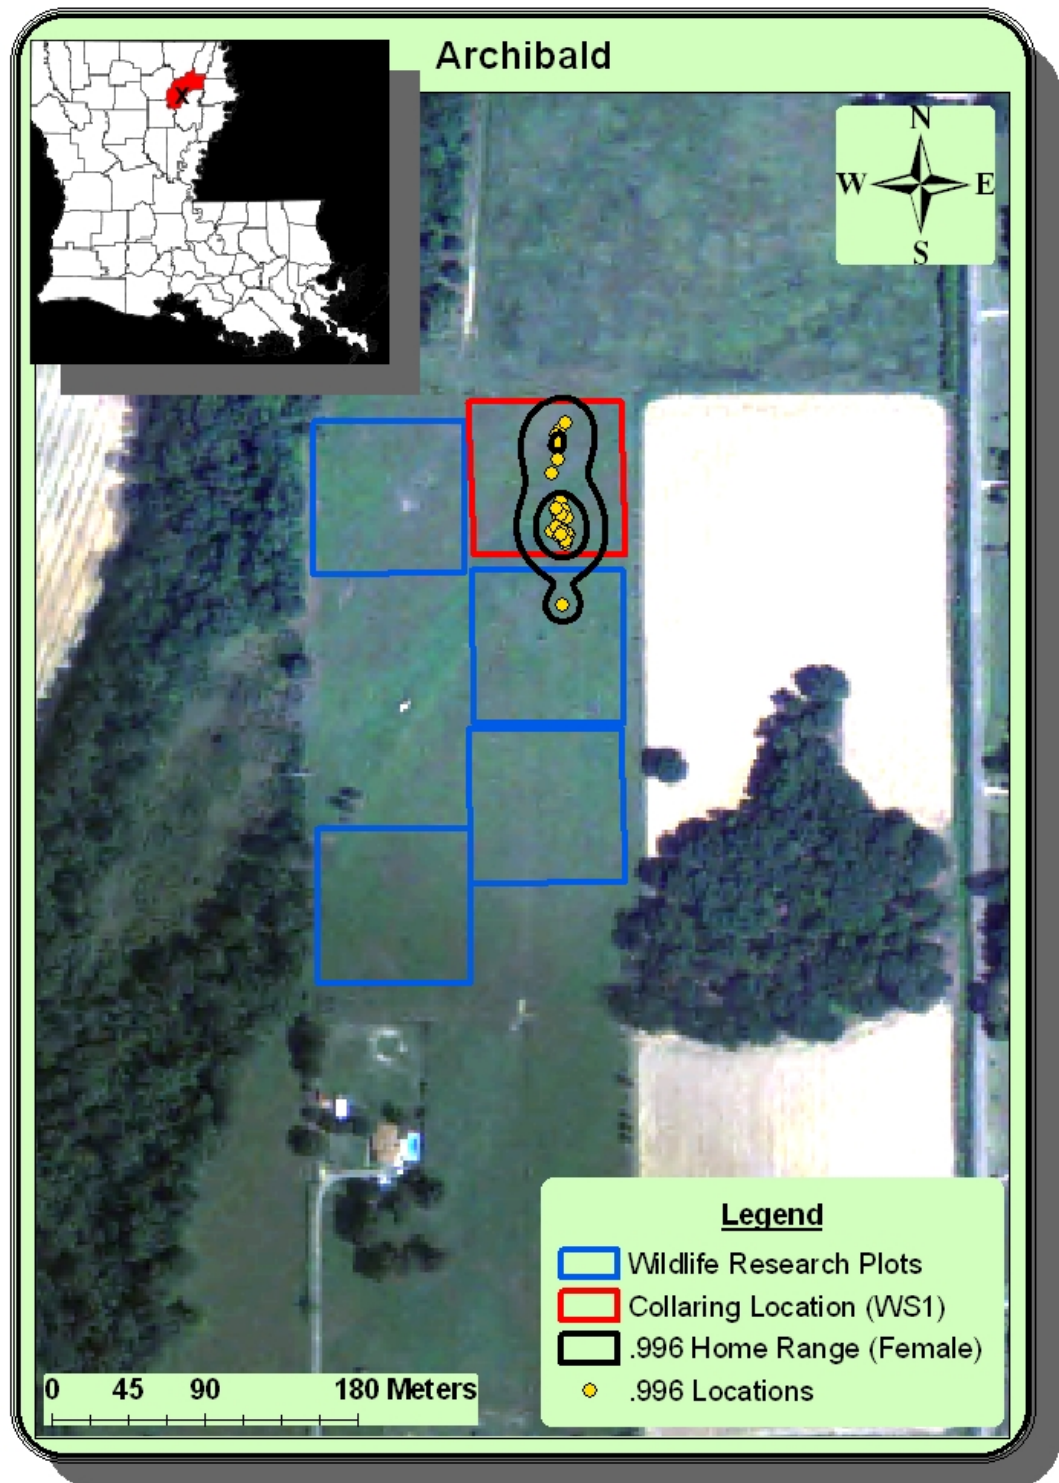 Archibald
X
N
W E
S
Legend
Wildlife Research Plots
Collaring Location (WS1)
.996 Home Range (Female)
.996 Locations
0 45 90 180 Meters